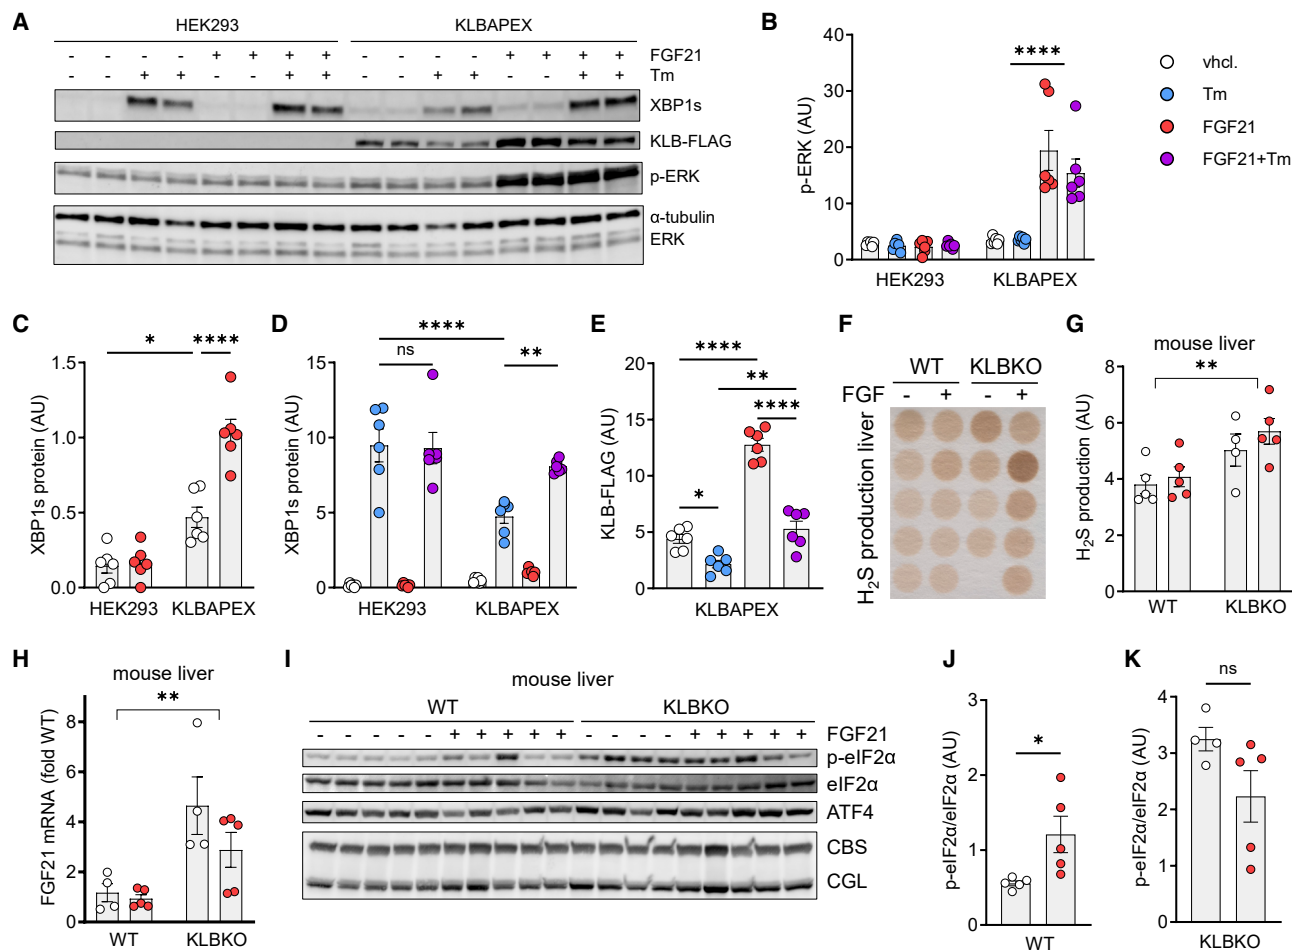 A
HEK293 KLBAPEX
- - - - + + + + - - - - + + + + FGF21
- - + + - - + + - - + + - - + + Tm
XBP1s
KLB-FLAG
p-ERK
α-tubulin
ERK
B
p-ERK (AU)
40
30
20
10
0
****
HEK293 KLBAPEX
vhcl.
Tm
FGF21
FGF21+Tm
C
XBP1s protein (AU)
1.5
1.0
0.5
0.0
* ****
HEK293 KLBAPEX
D
XBP1s protein (AU)
15
10
5
0
****
ns **
HEK293 KLBAPEX
E
KLB-FLAG (AU)
20
15
10
5
0
****
**
****
*
KLBAPEX
F
WT KLBKO
FGF - + - +
H2S production liver
G
mouse liver
**
H2S production (AU)
8
6
4
2
0
WT KLBKO
H
mouse liver
**
FGF21 mRNA (fold WT)
8
6
4
2
0
WT KLBKO
I
mouse liver
WT KLBKO
- - - - - + + + + + - - - - + + + + + FGF21
p-eIF2α
eIF2α
ATF4
CBS
CGL
J
p-eIF2α/eIF2α (AU)
3
2
1
0
*
WT
K
p-eIF2α/eIF2α (AU)
4
3
2
1
0
ns
KLBKO